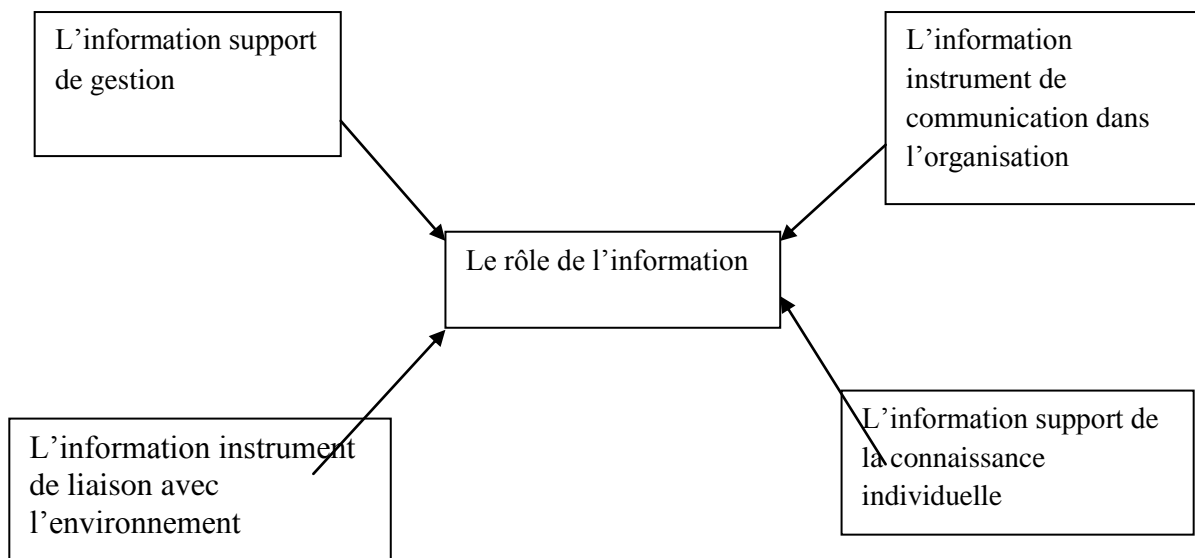 L’information support
de gestion
L’information
instrument de
communication dans
l’organisation
Le rôle de l’information
L’information instrument
de liaison avec
l’environnement
L’information support de
la connaissance
individuelle